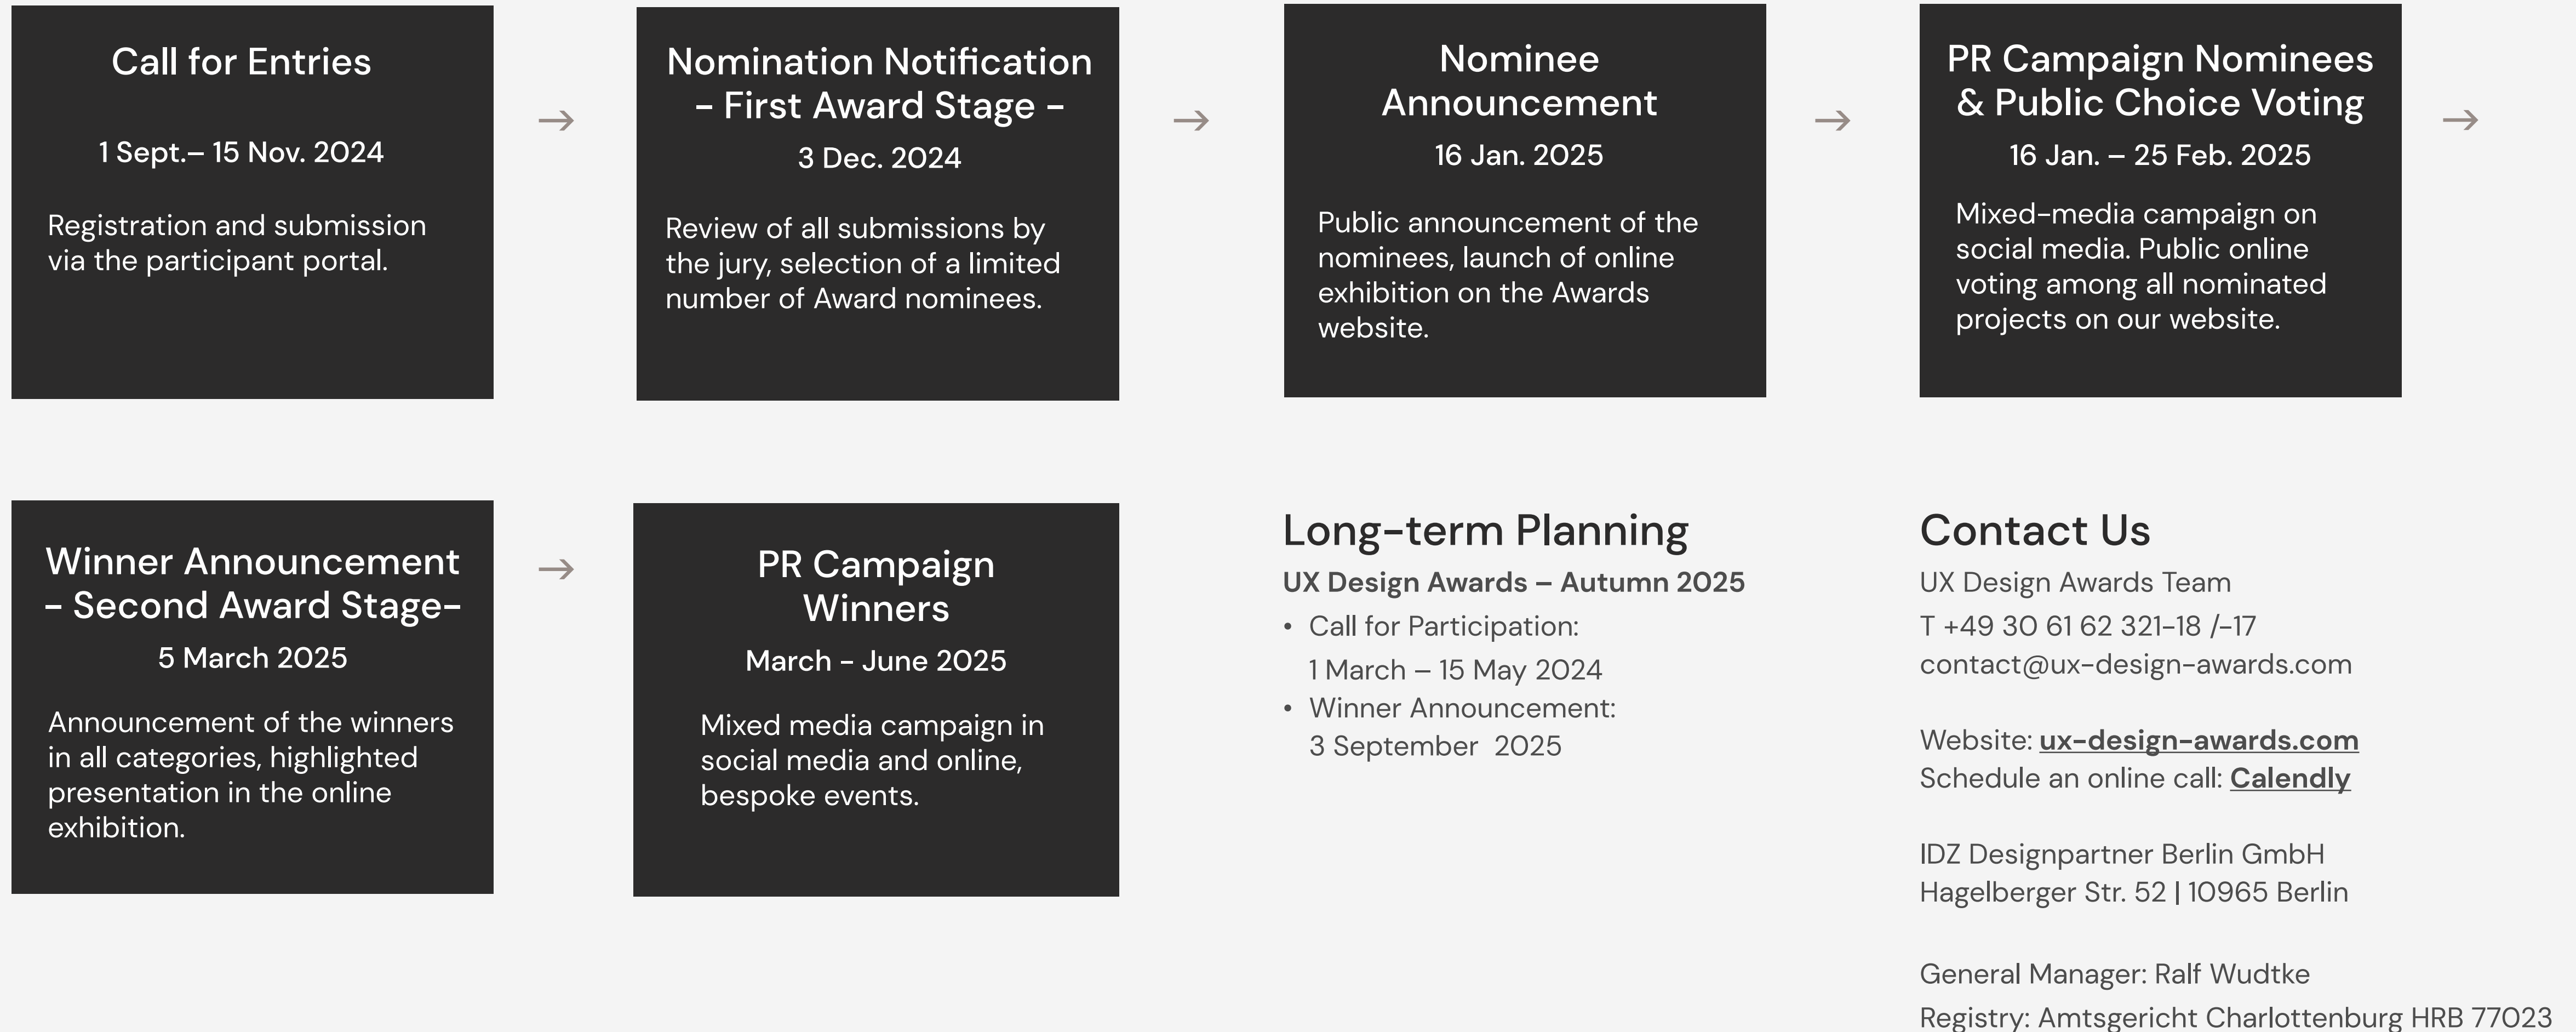 Call for Entries
1 Sept.– 15 Nov. 2024
Registration and submission
via the participant portal.
→
Nomination Notification
- First Award Stage -
3 Dec. 2024
Review of all submissions by
the jury, selection of a limited
number of Award nominees.
→
Nominee
Announcement
16 Jan. 2025
Public announcement of the
nominees, launch of online
exhibition on the Awards
website.
→
PR Campaign Nominees
& Public Choice Voting
16 Jan. – 25 Feb. 2025
Mixed-media campaign on
social media. Public online
voting among all nominated
projects on our website.
→
Winner Announcement
- Second Award Stage-
5 March 2025
Announcement of the winners
in all categories, highlighted
presentation in the online
exhibition.
→
PR Campaign
Winners
March - June 2025
Mixed media campaign in
social media and online,
bespoke events.
Long-term Planning
UX Design Awards – Autumn 2025
• Call for Participation:
1 March – 15 May 2024
• Winner Announcement:
3 September 2025
Contact Us
UX Design Awards Team
T +49 30 61 62 321-18 /-17
contact@ux-design-awards.com
Website: ux-design-awards.com
Schedule an online call: Calendly
IDZ Designpartner Berlin GmbH
Hagelberger Str. 52 | 10965 Berlin
General Manager: Ralf Wudtke
Registry: Amtsgericht Charlottenburg HRB 77023